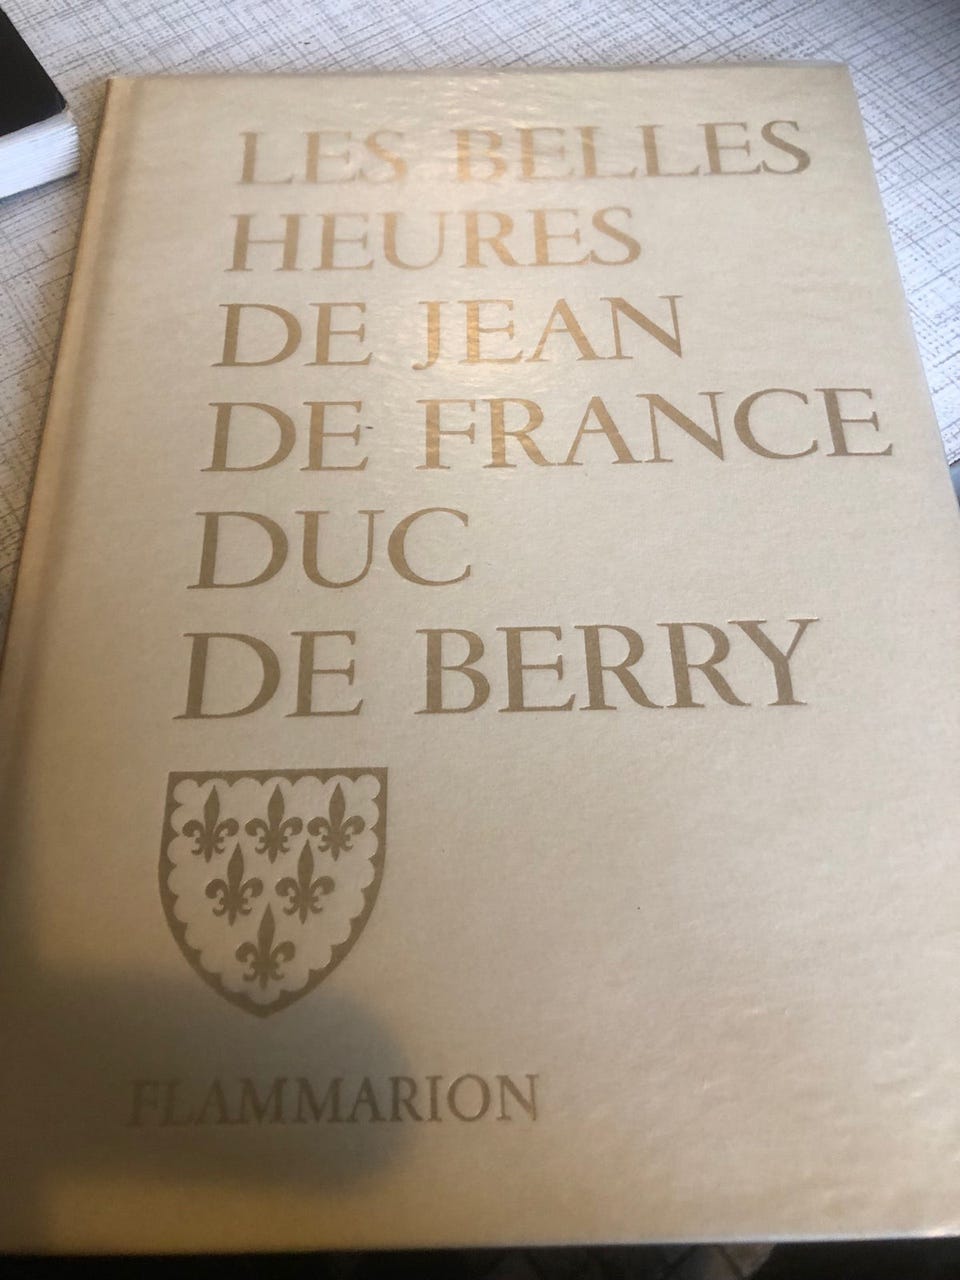 LES BELLES
HEURES
DE JEAN
DE FRANCE
DUC
DE BERRY
FLAMMARION